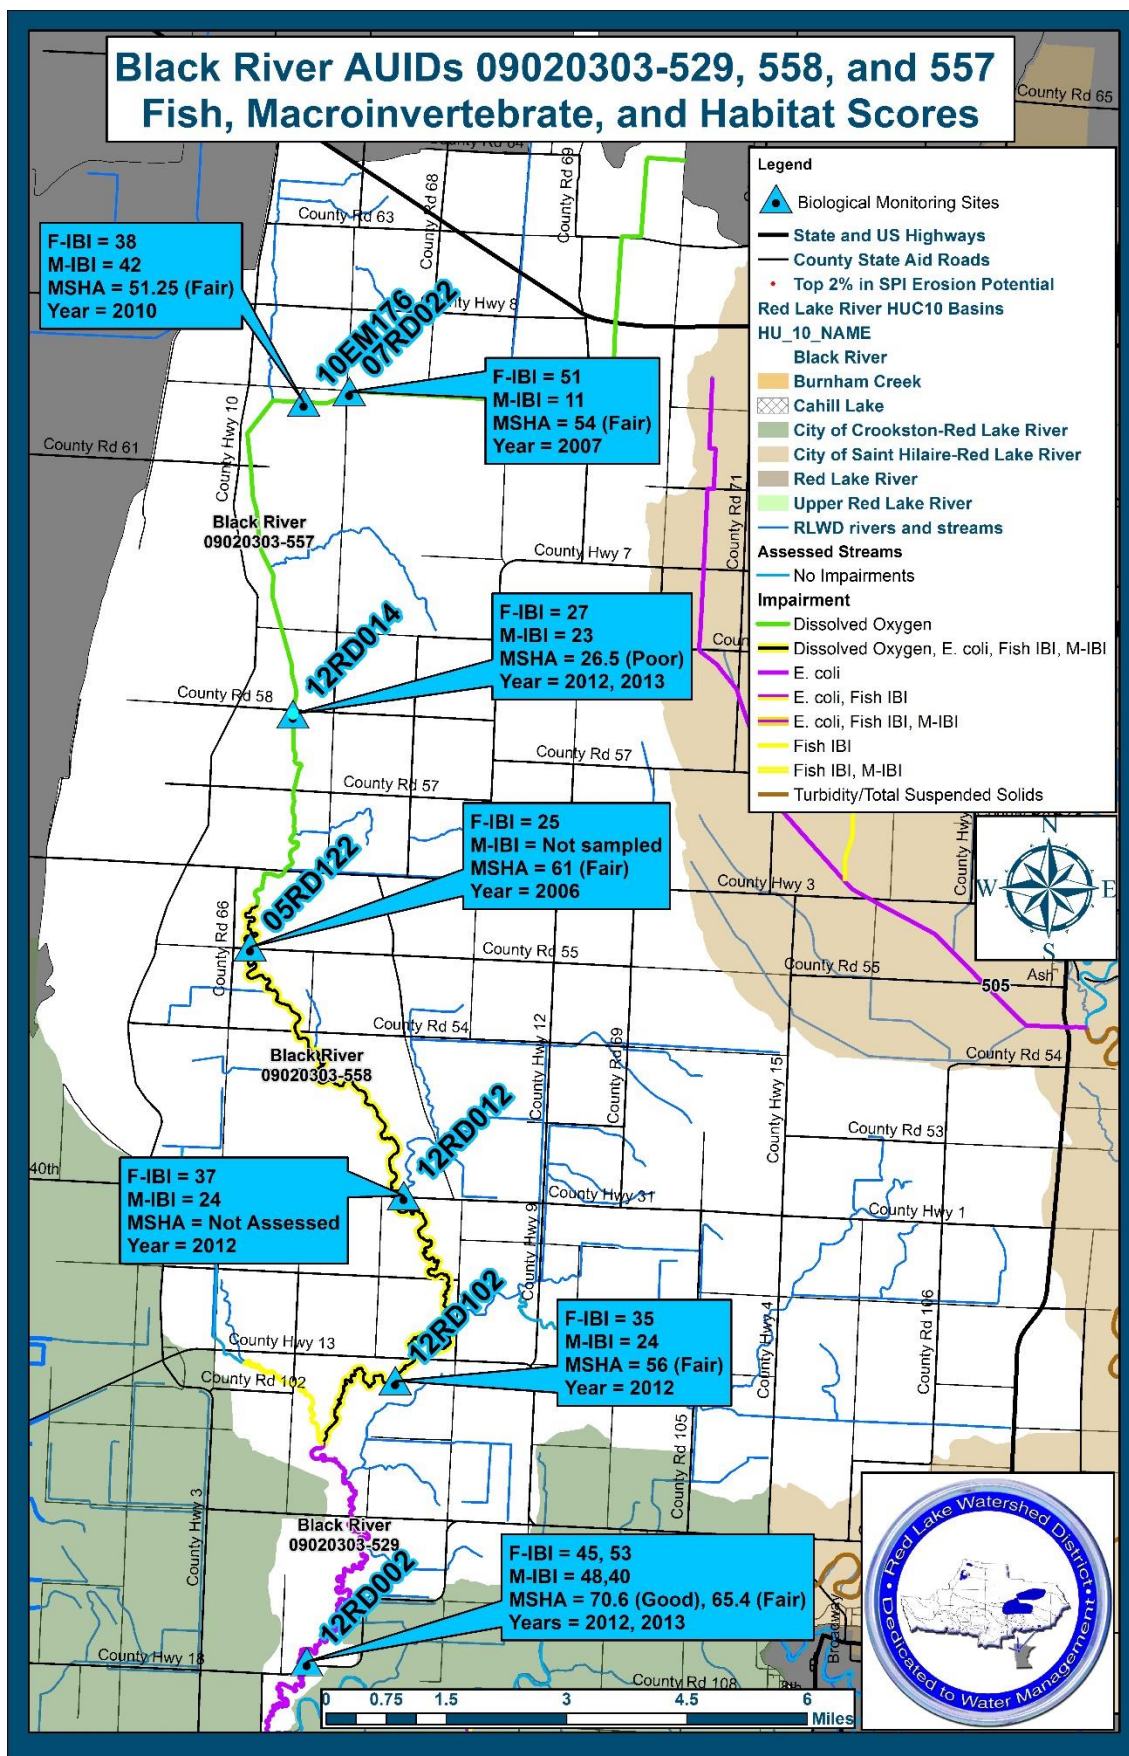 Black River AUIDs 09020303-529, 558, and 557
Fish, Macroinvertebrate, and Habitat Scores
County Rd 65
Legend
Biological Monitoring Sites
State and US Highways
County State Aid Roads
Top 2% in SPI Erosion Potential
Red Lake River HUC10 Basins
HU_10_NAME
Black River
Burnham Creek
Cahill Lake
City of Crookston-Red Lake River
City of Saint Hilaire-Red Lake River
Red Lake River
Upper Red Lake River
RLWD rivers and streams
Assessed Streams
No Impairments
Impairment
Dissolved Oxygen
Dissolved Oxygen, E. coli, Fish IBI, M-IBI
E. coli
E. coli, Fish IBI
E. coli, Fish IBI, M-IBI
Fish IBI
Fish IBI, M-IBI
Turbidity/Total Suspended Solids
County Rd 69
County Rd 68
County Rd 63
F-IBI = 38
M-IBI = 42
MSHA = 51.25 (Fair)
Year = 2010
10EM176
07RD022
Hwy 8
F-IBI = 51
M-IBI = 11
MSHA = 54 (Fair)
Year = 2007
County Hwy 10
County Rd 61
County Rd 71
Black River
09020303-557
County Hwy 7
F-IBI = 27
M-IBI = 23
MSHA = 26.5 (Poor)
Year = 2012, 2013
12RD014
County Rd 58
County Rd 57
County Rd 57
F-IBI = 25
M-IBI = Not sampled
MSHA = 61 (Fair)
Year = 2006
05RD122
County Hwy 3
County Hwy
N
W
E
S
County Rd 66
County Rd 55
County Rd 55
Ash
505
County Rd 54
County Rd 54
Black River
09020303-558
County Hwy 12
County Rd 69
County Hwy 15
12RD012
County Rd 53
40th
F-IBI = 37
M-IBI = 24
MSHA = Not Assessed
Year = 2012
County Hwy 31
County Hwy 1
County Hwy 9
12RD102
F-IBI = 35
M-IBI = 24
MSHA = 56 (Fair)
Year = 2012
County Hwy 4
County Rd 106
County Hwy 13
County Rd 102
County Rd 105
County Hwy 3
Black River
09020303-529
F-IBI = 45, 53
M-IBI = 48,40
MSHA = 70.6 (Good), 65.4 (Fair)
Years = 2012, 2013
12RD002
County Hwy 18
County Rd 108
Broadway
0 0.75 1.5 3 4.5 6
Miles
Red Lake Watershed District
Dedicated to Water Management